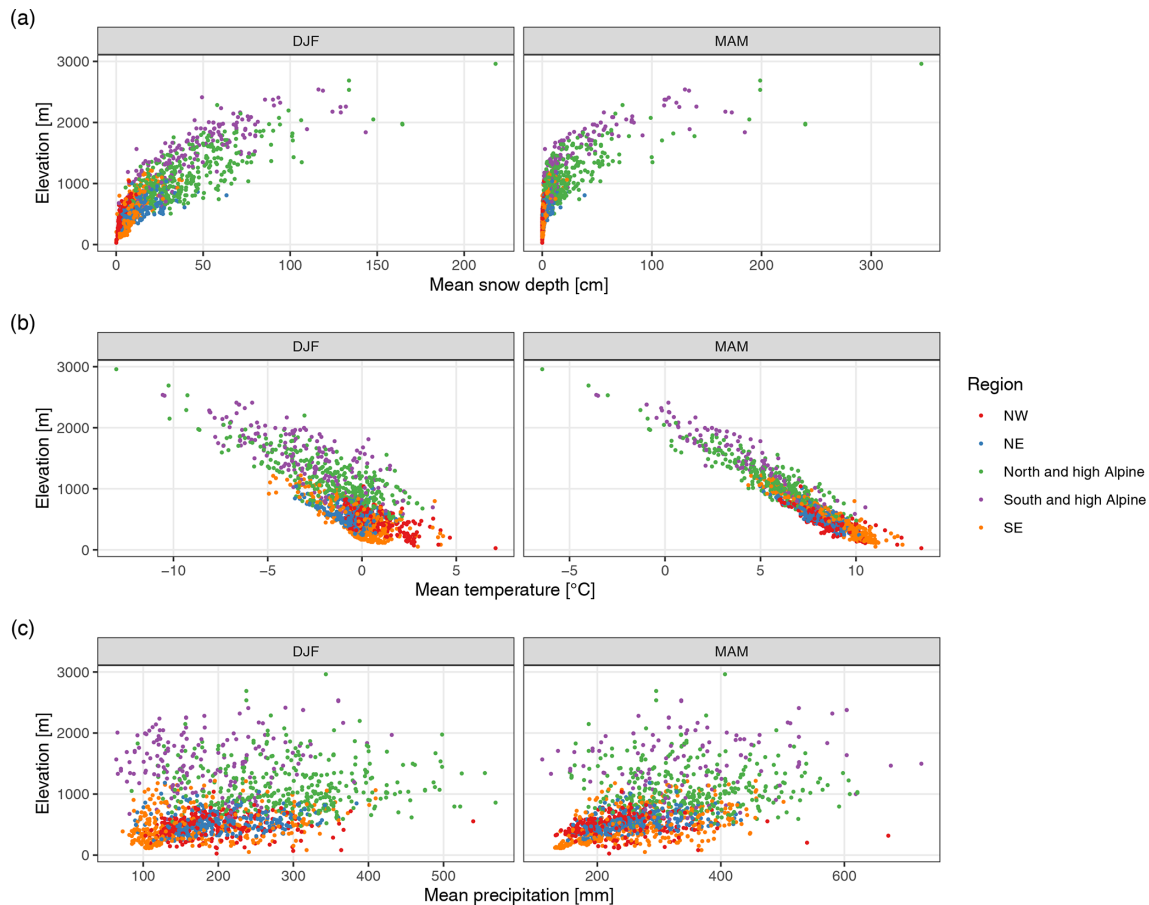 (a)
DJF
MAM
Elevation [m]
3000
2000
1000
0
0 50 100 150 200
0 100 200 300
Mean snow depth [cm]
(b)
DJF
MAM
Elevation [m]
3000
2000
1000
0
−10 −5 0 5
−5 0 5 10
Mean temperature [°C]
Region
NW
NE
North and high Alpine
South and high Alpine
SE
(c)
DJF
MAM
Elevation [m]
3000
2000
1000
0
100 200 300 400 500
200 400 600
Mean precipitation [mm]